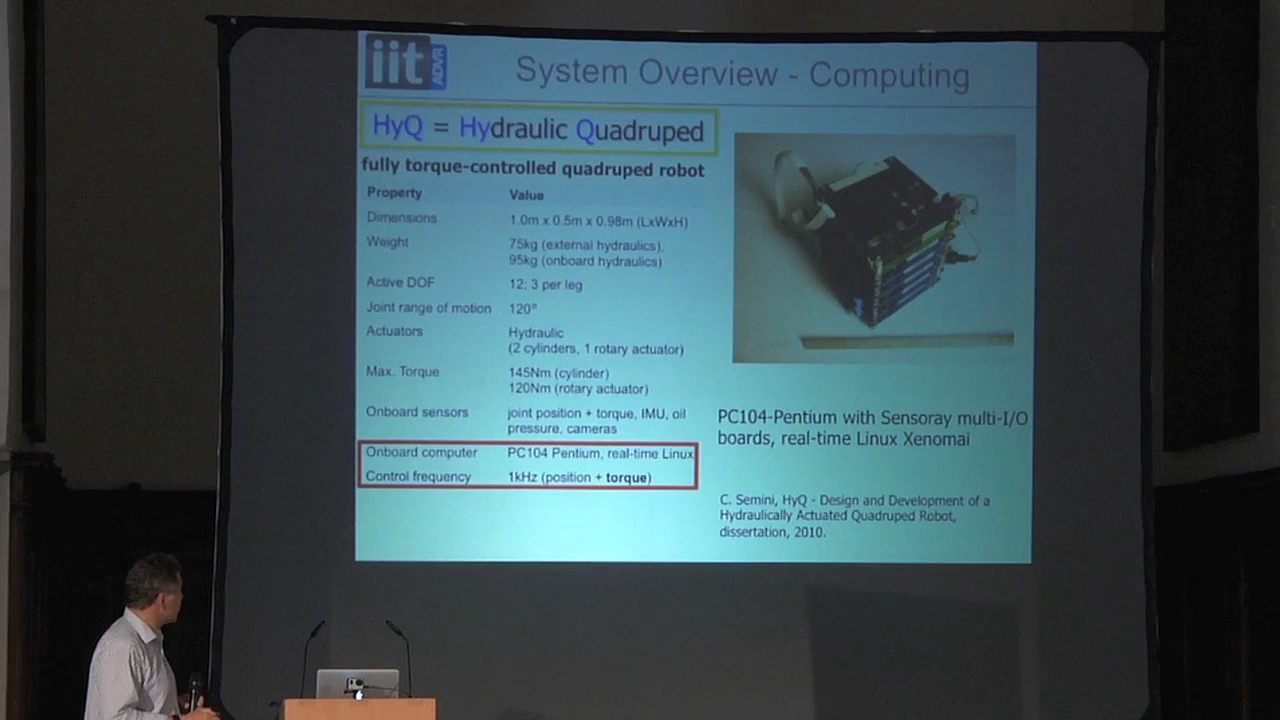 iit
ADVR
System Overview - Computing
HyQ = Hydraulic Quadruped
fully torque-controlled quadruped robot
Property Value
Dimensions 1.0m x 0.5m x 0.98m (LxWxH)
Weight 75kg (external hydraulics),
95kg (onboard hydraulics)
Active DOF 12; 3 per leg
Joint range of motion 120°
Actuators Hydraulic
(2 cylinders, 1 rotary actuator)
Max. Torque 145Nm (cylinder)
120Nm (rotary actuator)
Onboard sensors joint position + torque, IMU, oil
pressure, cameras
Onboard computer PC104 Pentium, real-time Linux
Control frequency 1kHz (position + torque)
PC104-Pentium with Sensoray multi-I/O
boards, real-time Linux Xenomai
C. Semini, HyQ - Design and Development of a
Hydraulically Actuated Quadruped Robot,
dissertation, 2010.